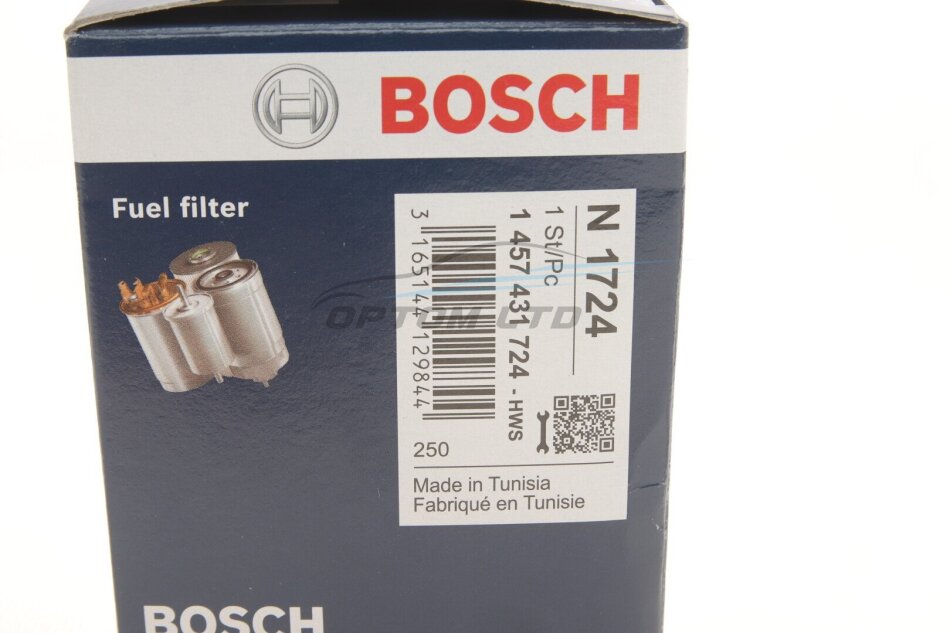 BOSCH
Fuel filter
N 1724
1 St/Pc
1 457 431 724 - HWS
3 165144 129844
250
Made in Tunisia
Fabriqué en Tunisie
OPTOM LTD
BOSCH